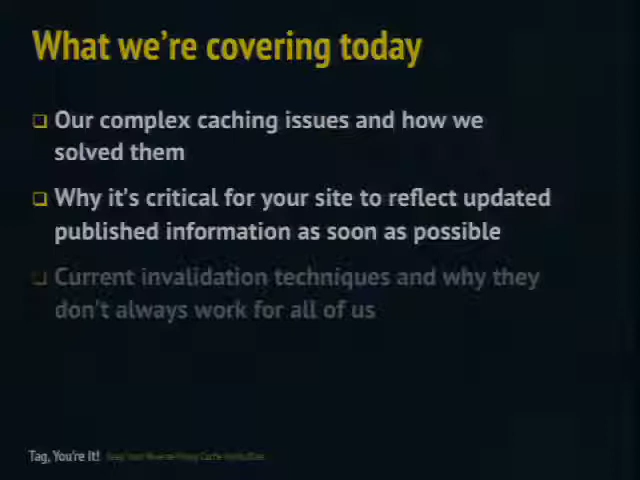 What we're covering today
❑ Our complex caching issues and how we
solved them
❑ Why it's critical for your site to reflect updated
published information as soon as possible
❑ Current invalidation techniques and why they
don't always work for all of us
Tag, You're It!